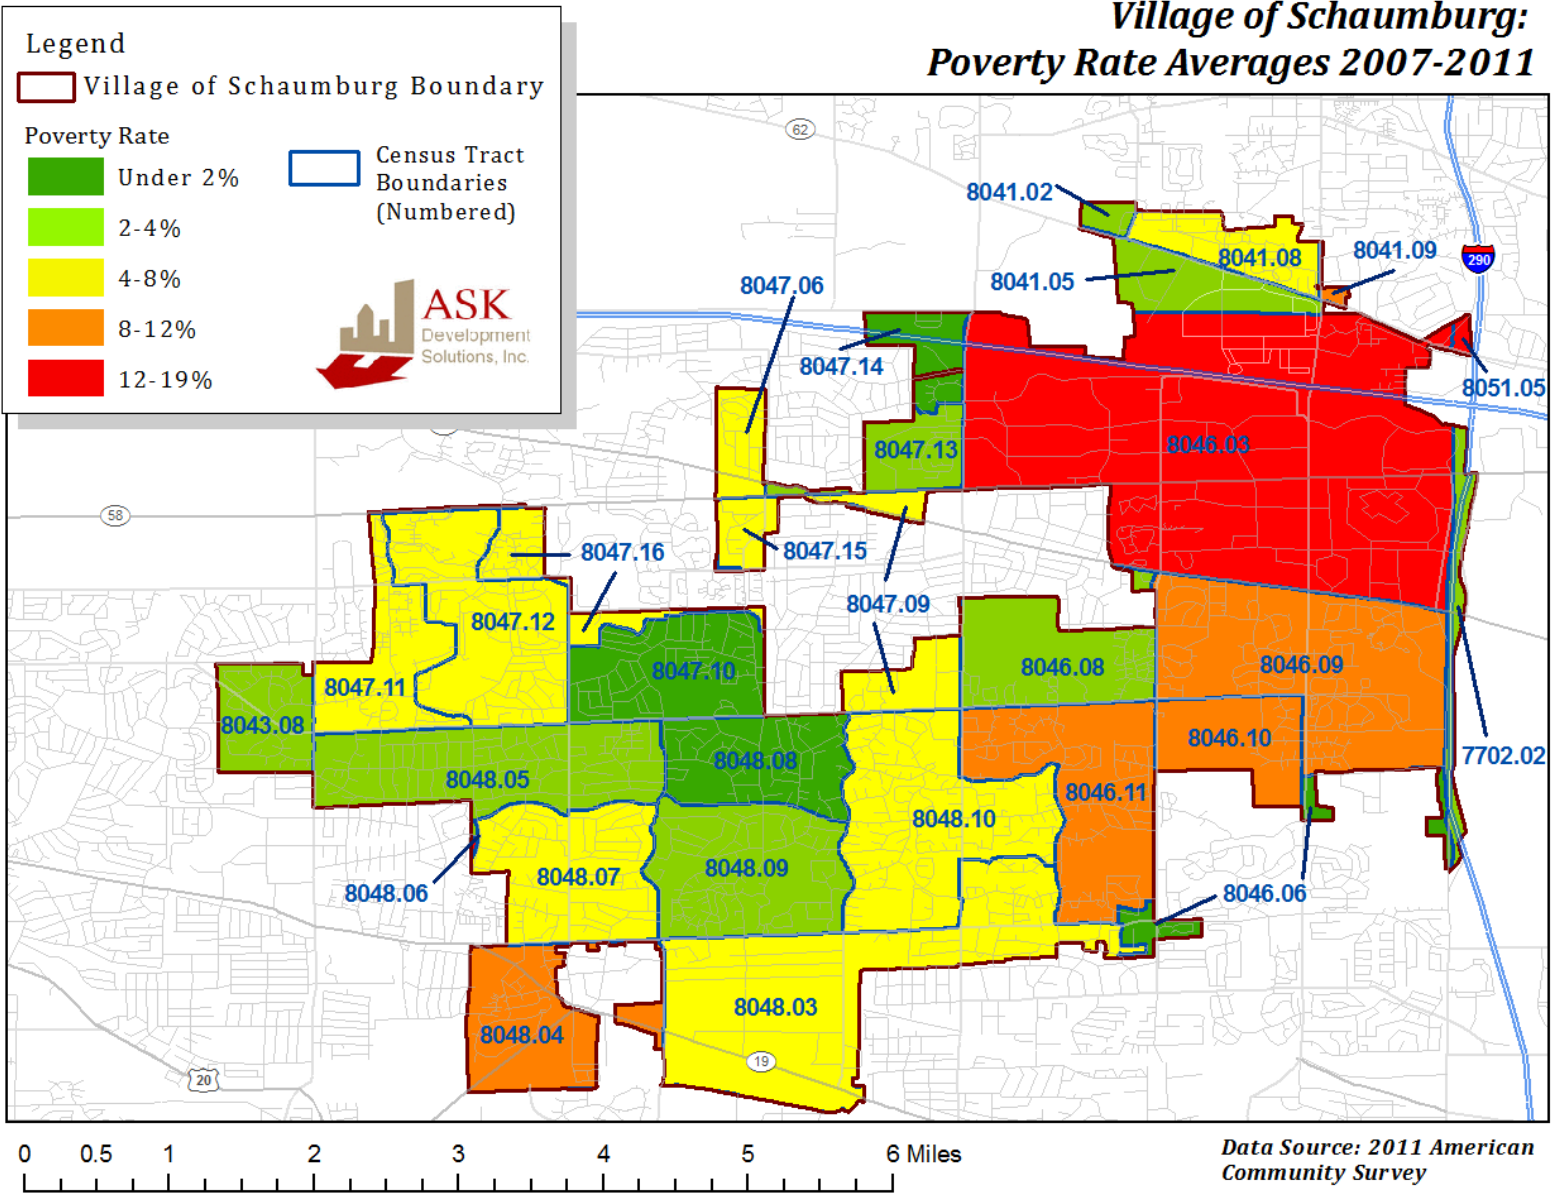 Village of Schaumburg:
Poverty Rate Averages 2007-2011
Legend
Village of Schaumburg Boundary
Poverty Rate
Under 2%
2-4%
4-8%
8-12%
12-19%
Census Tract
Boundaries
(Numbered)
ASK
Development
Solutions, Inc.
62
8041.02
8041.08
8041.09
290
8041.05
8047.06
8047.14
8051.05
8047.13
8046.03
58
8047.16
8047.15
8047.09
8047.12
8047.10
8046.08
8046.09
8047.11
8043.08
8046.10
7702.02
8048.08
8048.05
8046.11
8048.10
8048.09
8048.07
8048.06
8046.06
8048.03
8048.04
19
20
0 0.5 1 2 3 4 5 6 Miles
Data Source: 2011 American
Community Survey